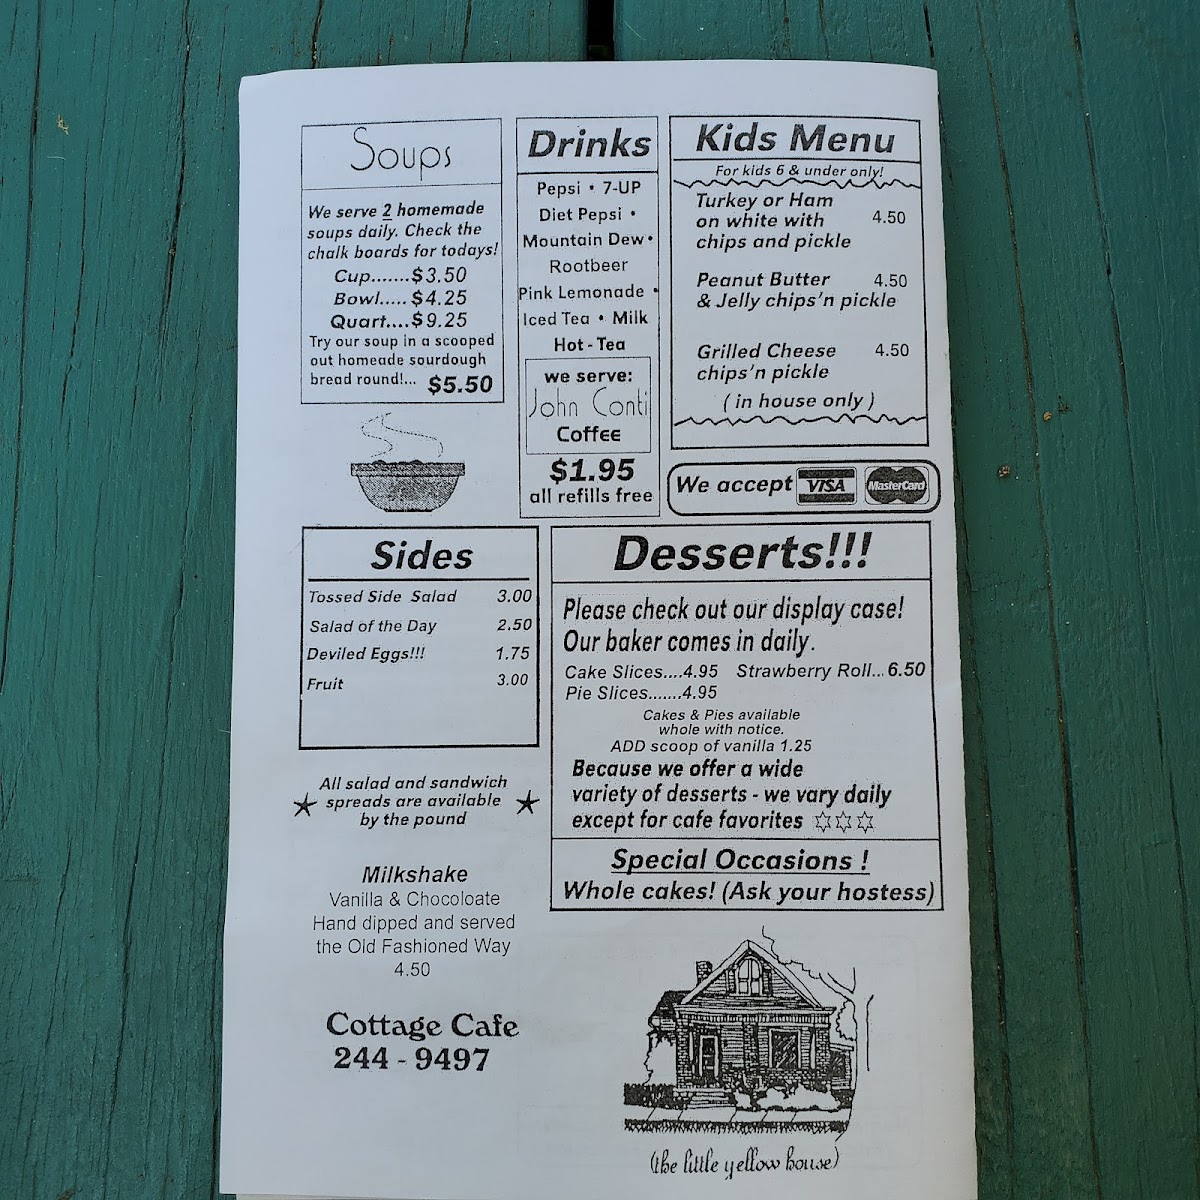 Soups
We serve 2 homemade
soups daily. Check the
chalk boards for todays!
Cup.......$3.50
Bowl.....$4.25
Quart....$9.25
Try our soup in a scooped
out homeade sourdough
bread round!... $5.50
Drinks
Pepsi • 7-UP
Diet Pepsi •
Mountain Dew •
Rootbeer
Pink Lemonade •
Iced Tea • Milk
Hot - Tea
we serve:
John Conti
Coffee
$1.95
all refills free
Kids Menu
For kids 6 & under only!
Turkey or Ham
on white with 4.50
chips and pickle
Peanut Butter 4.50
& Jelly chips'n pickle
Grilled Cheese 4.50
chips'n pickle
( in house only )
We accept VISA MasterCard
Sides
Tossed Side Salad 3.00
Salad of the Day 2.50
Deviled Eggs!!! 1.75
Fruit 3.00
Desserts!!!
Please check out our display case!
Our baker comes in daily.
Cake Slices....4.95 Strawberry Roll... 6.50
Pie Slices.......4.95
Cakes & Pies available
whole with notice.
ADD scoop of vanilla 1.25
Because we offer a wide
variety of desserts - we vary daily
except for cafe favorites ✡✡✡
Special Occasions !
Whole cakes! (Ask your hostess)
All salad and sandwich
★ spreads are available ★
by the pound
Milkshake
Vanilla & Chocoloate
Hand dipped and served
the Old Fashioned Way
4.50
Cottage Cafe
244 - 9497
(the little yellow house)